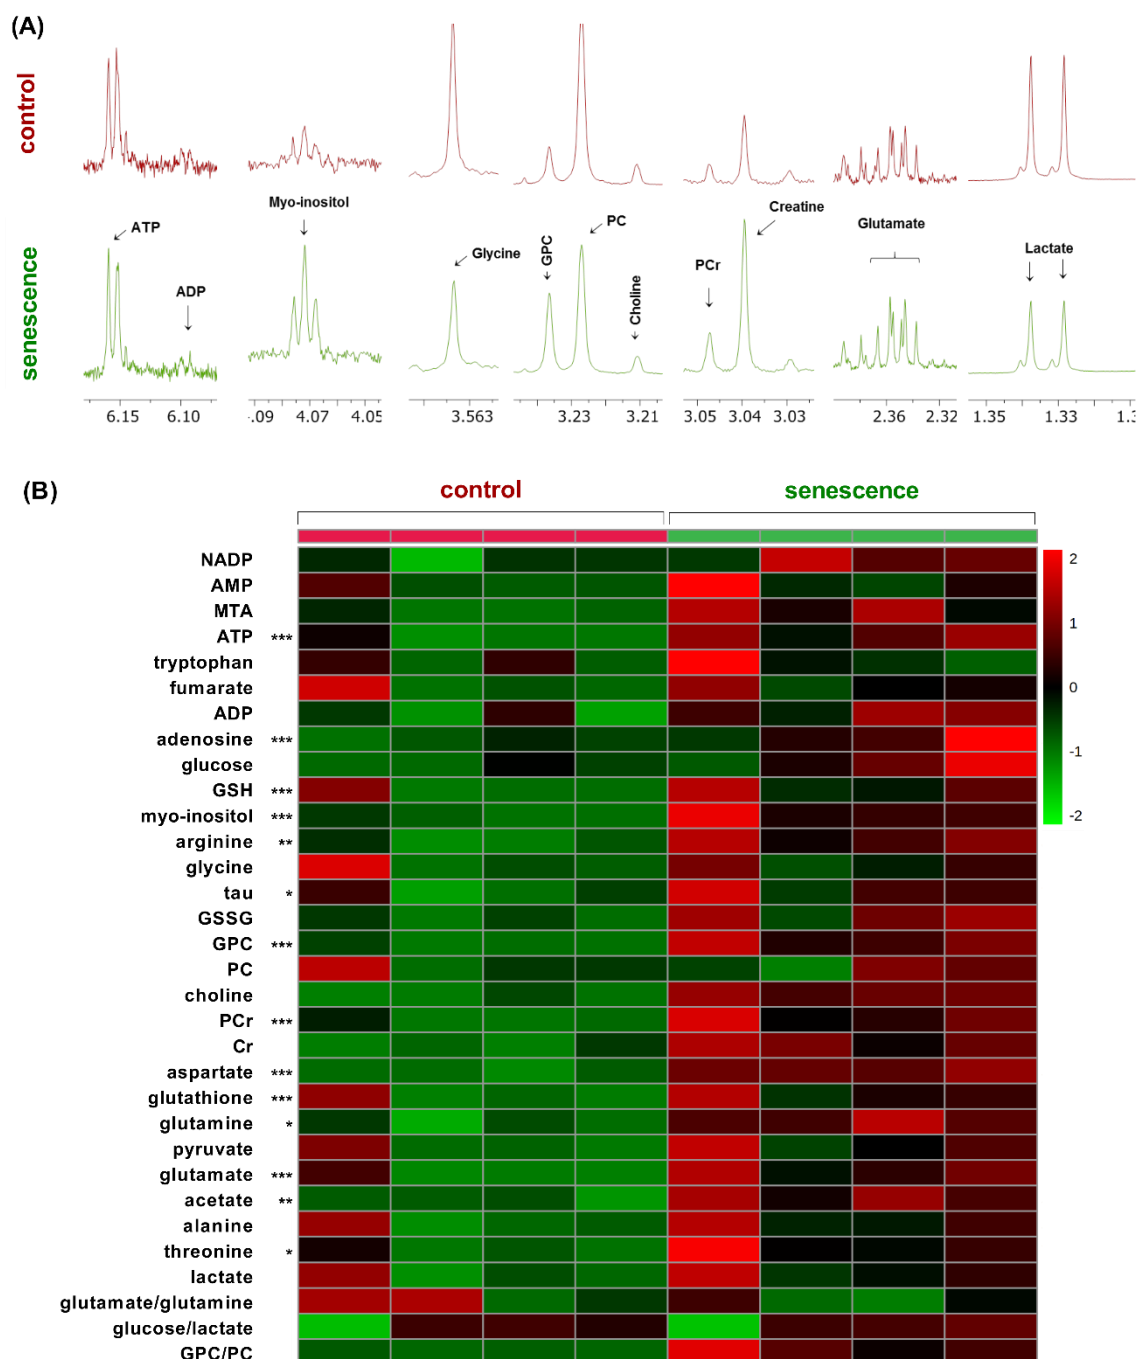 (A)
control
ATP
ADP
Myo-inositol
Glycine
GPC
PC
Choline
PCr
Creatine
Glutamate
Lactate
senescence
6.15 6.10 .09 4.07 4.05 3.563 3.23 3.21 3.05 3.04 3.03 2.36 2.32 1.35 1.33 1.3
(B)
control senescence
NADP
AMP
MTA
ATP ***
tryptophan
fumarate
ADP
adenosine ***
glucose
GSH ***
myo-inositol ***
arginine **
glycine
tau *
GSSG
GPC ***
PC
choline
PCr ***
Cr
aspartate ***
glutathione ***
glutamine *
pyruvate
glutamate ***
acetate **
alanine
threonine *
lactate
glutamate/glutamine
glucose/lactate
GPC/PC
2
1
0
-1
-2